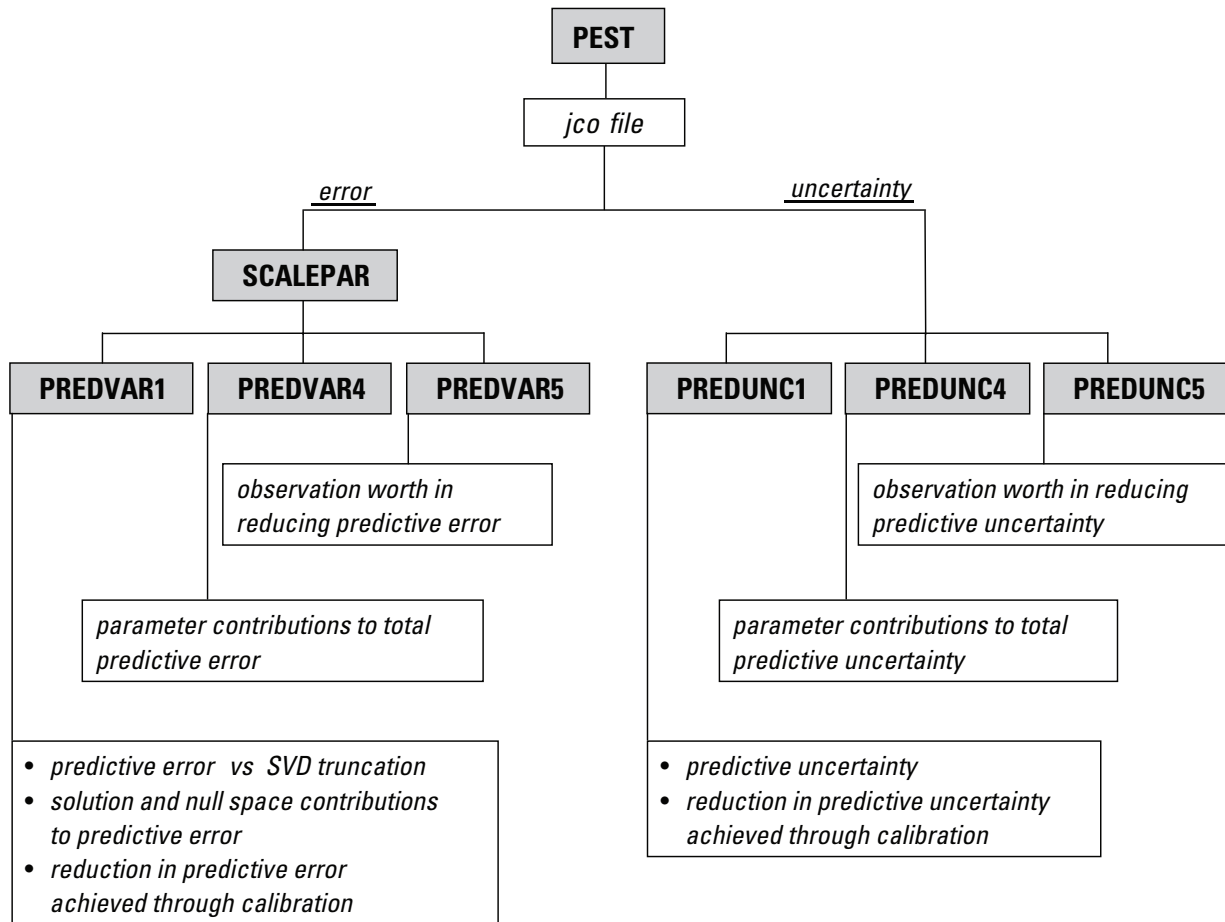 PEST
jco file
error
uncertainty
SCALEPAR
PREDVAR1
PREDVAR4
PREDVAR5
PREDUNC1
PREDUNC4
PREDUNC5
observation worth in
reducing predictive error
observation worth in reducing
predictive uncertainty
parameter contributions to total
predictive error
parameter contributions to total
predictive uncertainty
• predictive error vs SVD truncation
• solution and null space contributions
to predictive error
• reduction in predictive error
achieved through calibration
• predictive uncertainty
• reduction in predictive uncertainty
achieved through calibration